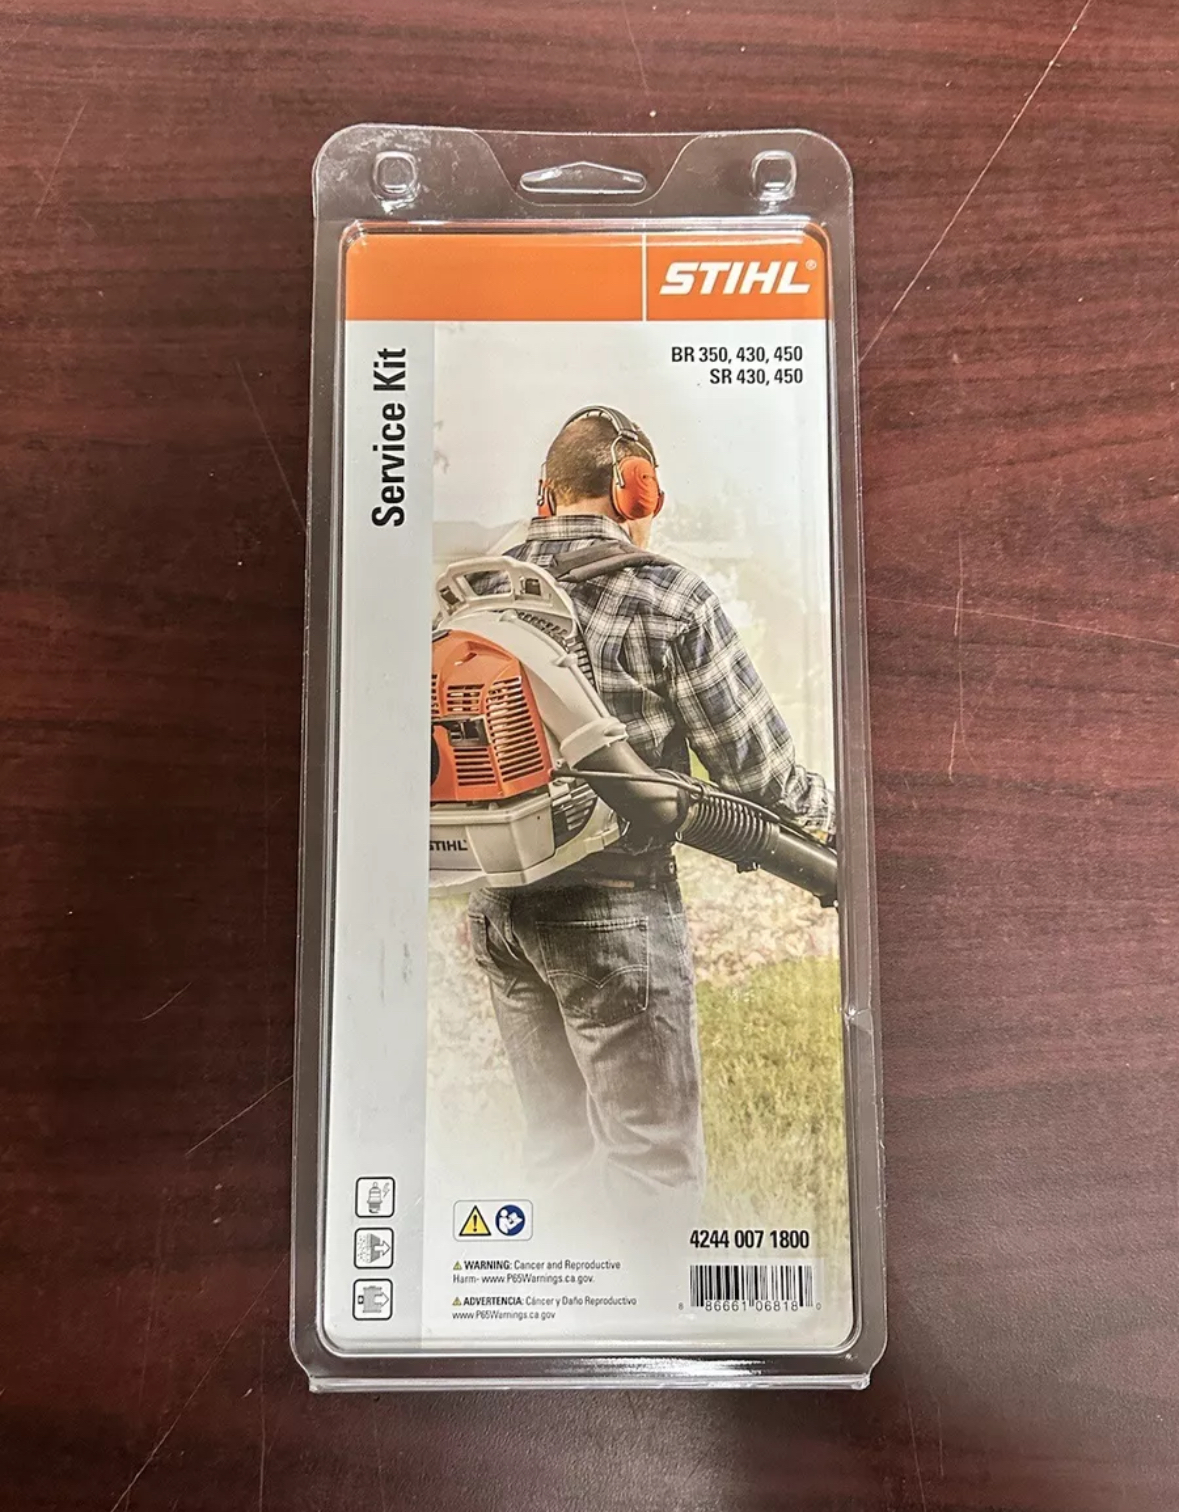 STIHL®
BR 350, 430, 450
SR 430, 450
Service Kit
STIHL
4244 007 1800
WARNING: Cancer and Reproductive
Harm- www.P65Warnings.ca.gov.
ADVERTENCIA: Cáncer y Daño Reproductivo
www.P65Warnings.ca.gov
8 86661 06818 0